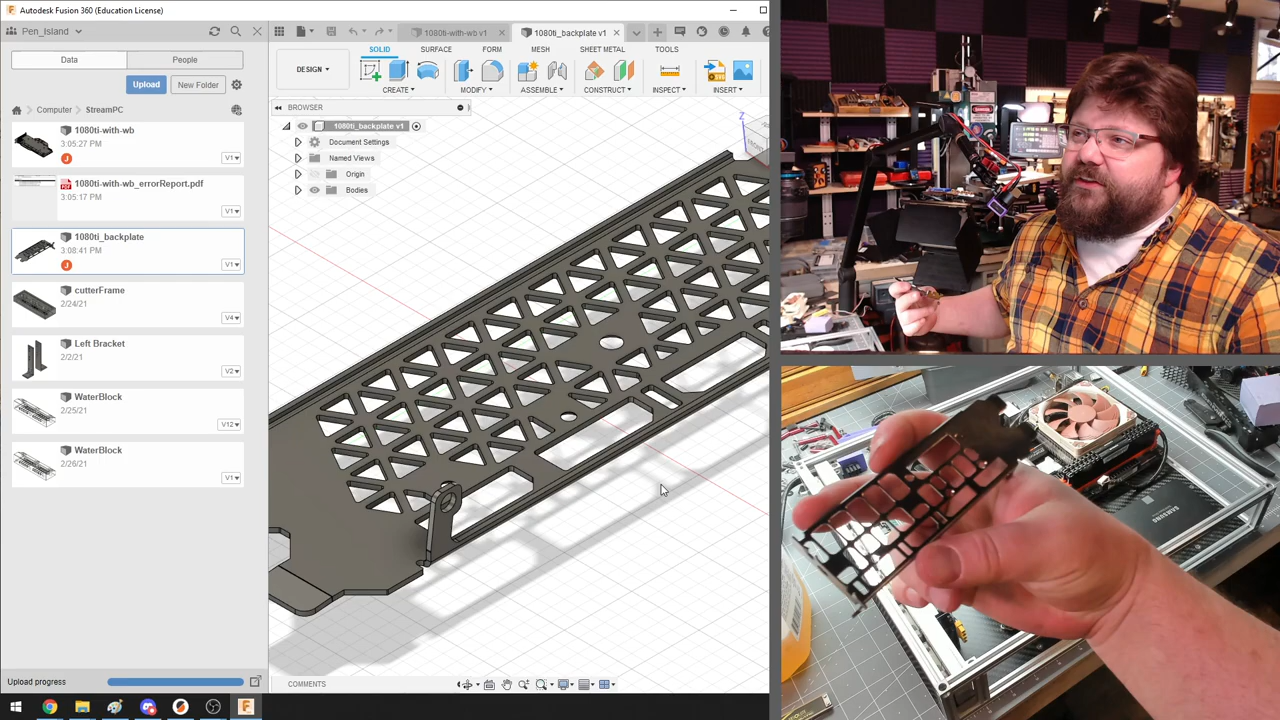 Autodesk Fusion 360 (Education License)
Pen_Island
1080ti-with-wb v1
1080ti_backplate v1
Data
People
SOLID
SURFACE
FORM
MESH
SHEET METAL
TOOLS
DESIGN
Upload
New Folder
CREATE
MODIFY
ASSEMBLE
CONSTRUCT
INSPECT
INSERT
Computer
StreamPC
BROWSER
1080ti_backplate v1
Document Settings
Named Views
Origin
Bodies
1080ti-with-wb
3:05:27 PM
V1
1080ti-with-wb_errorReport.pdf
3:05:17 PM
V1
1080ti_backplate
3:08:41 PM
V1
cutterFrame
2/24/21
V4
Left Bracket
2/2/21
V2
WaterBlock
2/25/21
V12
WaterBlock
2/26/21
V1
Z
Upload progress
COMMENTS
SAMSUNG